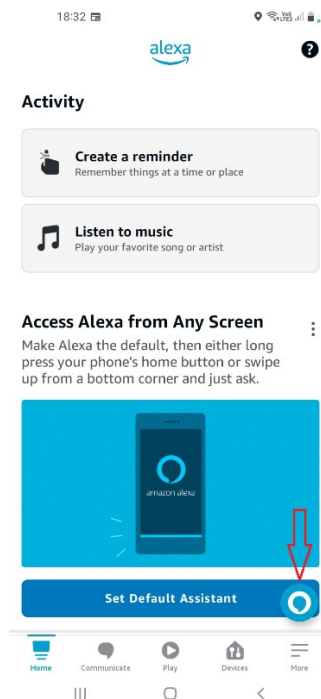 18:32
alexa
Activity
Create a reminder
Remember things at a time or place
Listen to music
Play your favorite song or artist
Access Alexa from Any Screen
Make Alexa the default, then either long
press your phone's home button or swipe
up from a bottom corner and just ask.
amazon alexa
Set Default Assistant
Home Communicate Play Devices More